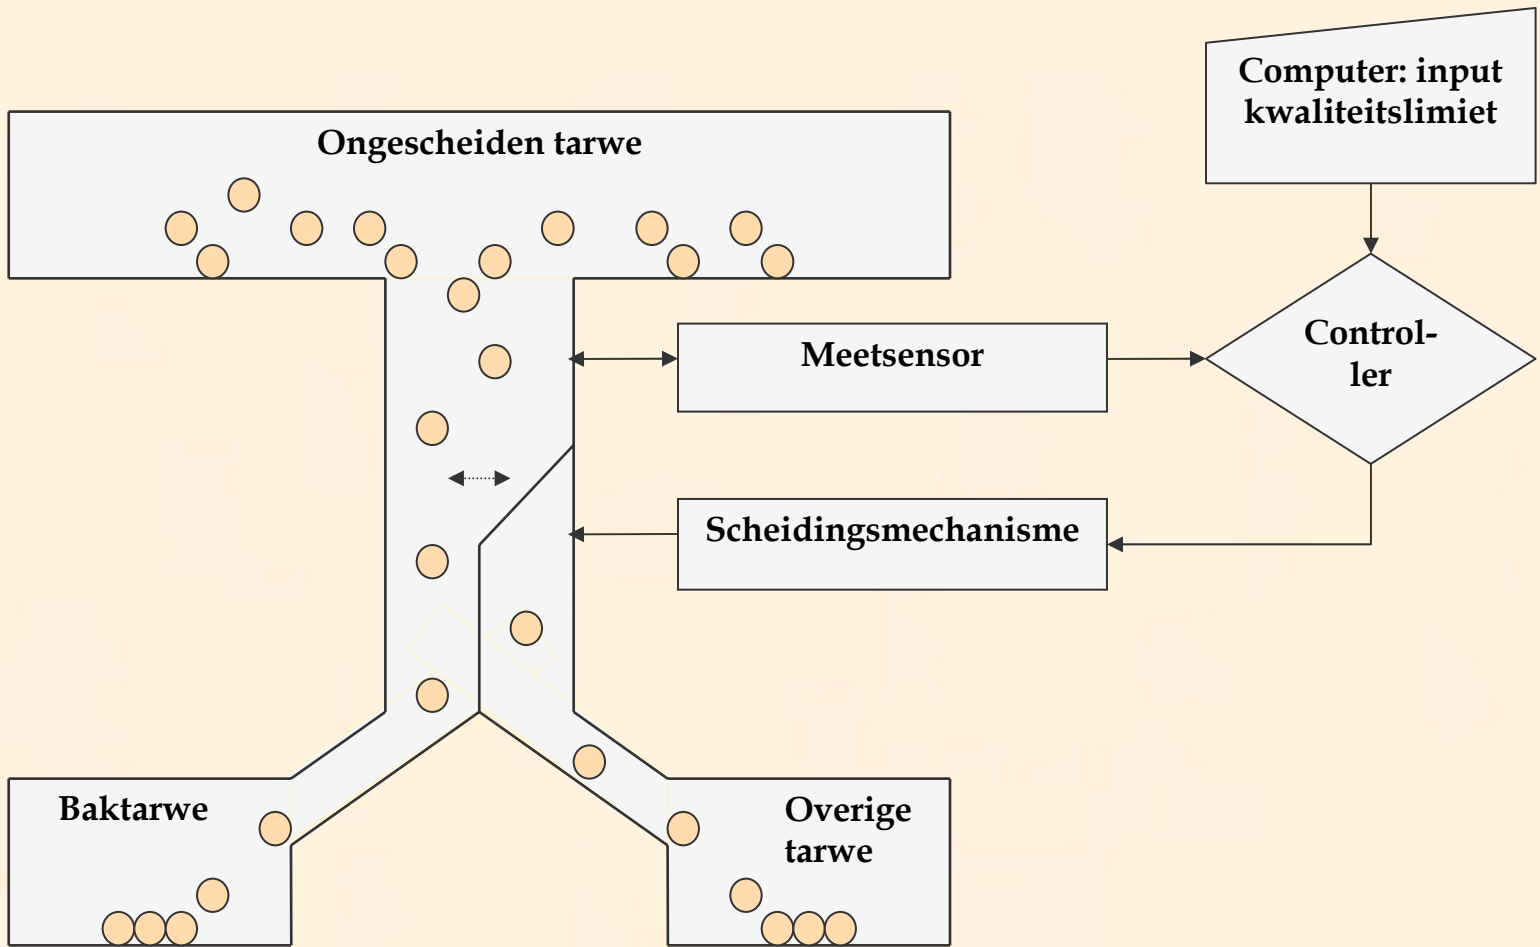 Computer: input
kwaliteitslimiet
Ongescheiden tarwe
Meetsensor
Control-
ler
Scheidingsmechanisme
Baktarwe
Overige
tarwe